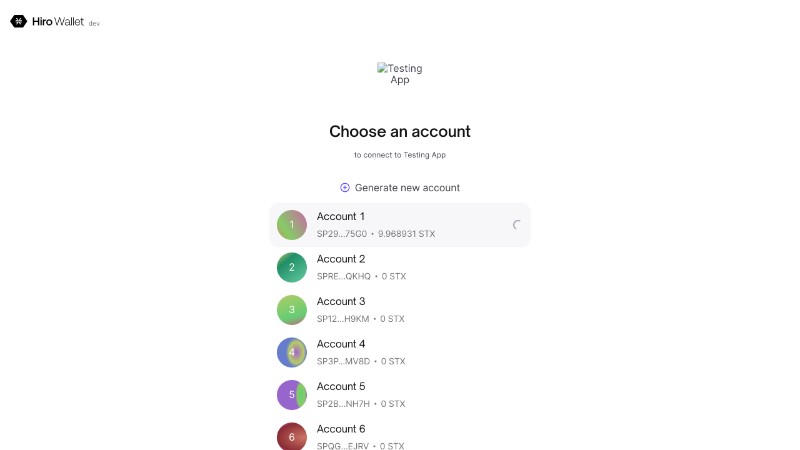 Hiro Wallet dev
Testing
App
Choose an account
to connect to Testing App
Generate new account
1
Account 1
SP29...75G0 • 9.968931 STX
2
Account 2
SPRE...QKHQ • 0 STX
3
Account 3
SP12...H9KM • 0 STX
4
Account 4
SP3P...MV8D • 0 STX
5
Account 5
SP2B...NH7H • 0 STX
6
Account 6
SPQG...EJRV • 0 STX